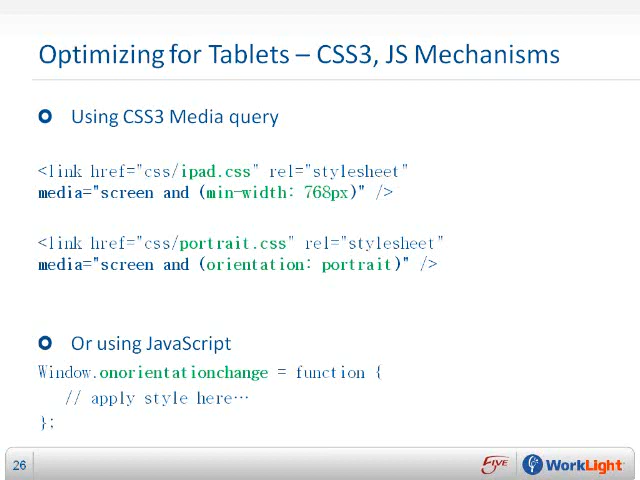 Optimizing for Tablets – CSS3, JS Mechanisms
Using CSS3 Media query
<link href="css/ipad.css" rel="stylesheet"
media="screen and (min-width: 768px)" />
<link href="css/portrait.css" rel="stylesheet"
media="screen and (orientation: portrait)" />
Or using JavaScript
Window.onorientationchange = function {
// apply style here…
};
26
FIVE
WorkLight